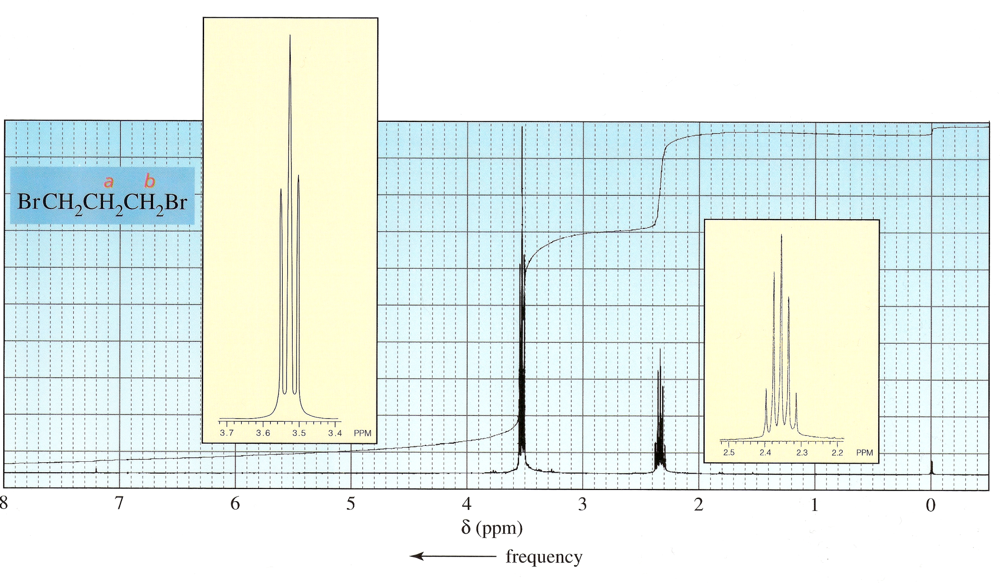 a b
BrCH₂CH₂CH₂Br
3.7 3.6 3.5 3.4 PPM
2.5 2.4 2.3 2.2 PPM
8 7 6 5 4 3 2 1 0
δ (ppm)
frequency